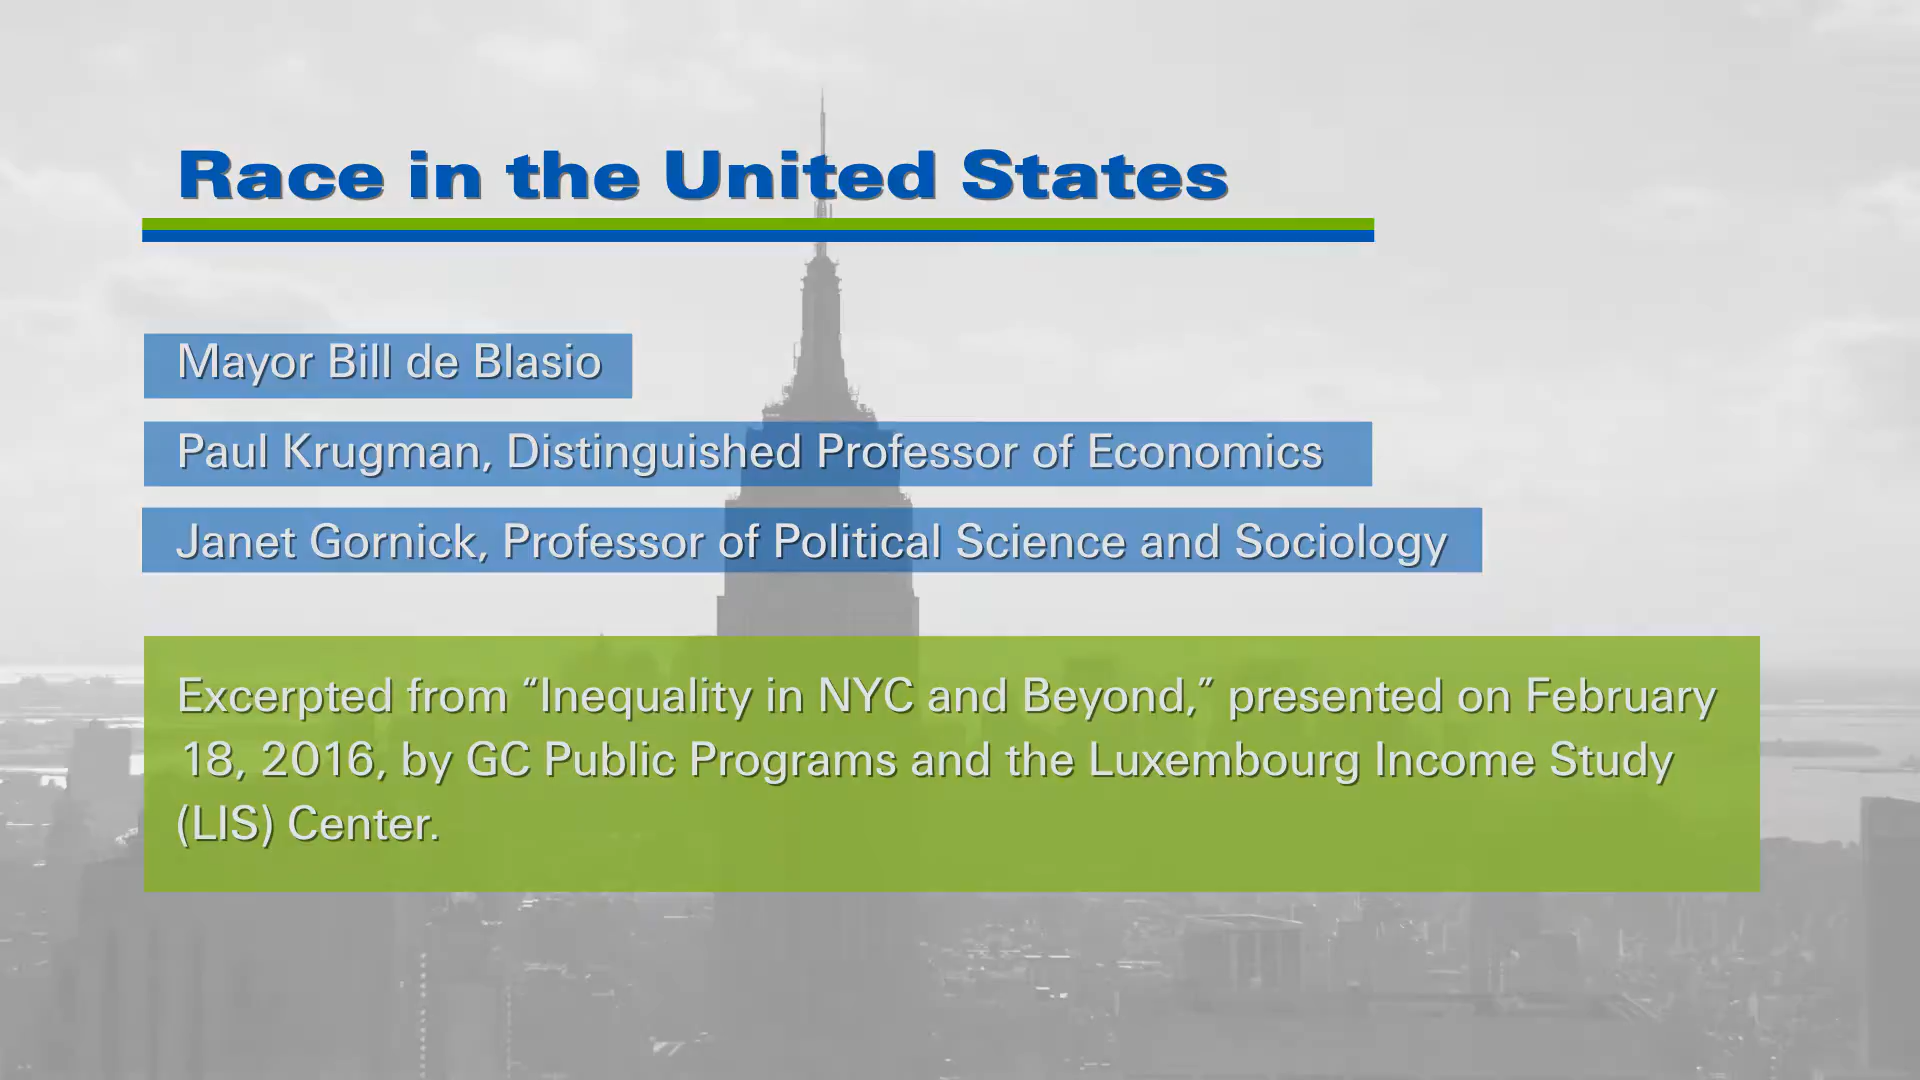 Race in the United States
Mayor Bill de Blasio
Paul Krugman, Distinguished Professor of Economics
Janet Gornick, Professor of Political Science and Sociology
Excerpted from “Inequality in NYC and Beyond,” presented on February
18, 2016, by GC Public Programs and the Luxembourg Income Study
(LIS) Center.